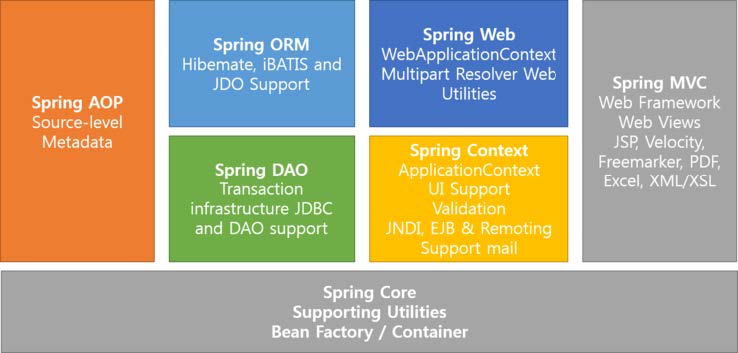 Spring AOP
Source-level
Metadata
Spring ORM
Hibemate, iBATIS and
JDO Support
Spring DAO
Transaction
infrastructure JDBC
and DAO support
Spring Web
WebApplicationContext
Multipart Resolver Web
Utilities
Spring Context
ApplicationContext
UI Support
Validation
JNDI, EJB & Remoting
Support mail
Spring MVC
Web Framework
Web Views
JSP, Velocity,
Freemarker, PDF,
Excel, XML/XSL
Spring Core
Supporting Utilities
Bean Factory / Container